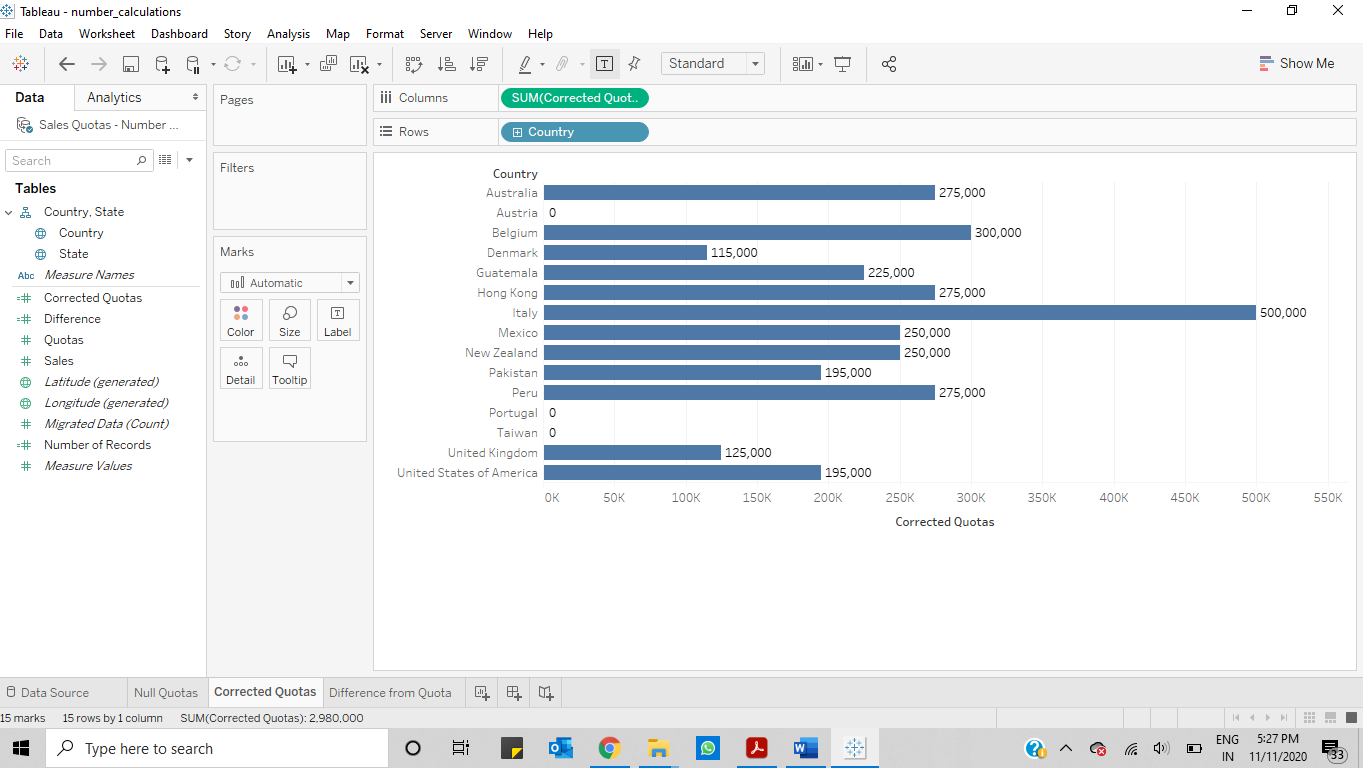 Tableau - number_calculations
File Data Worksheet Dashboard Story Analysis Map Format Server Window Help
Standard
Show Me
Data Analytics
Sales Quotas - Number ...
Search
Tables
Country, State
Country
State
Abc Measure Names
Corrected Quotas
Difference
Quotas
Sales
Latitude (generated)
Longitude (generated)
Migrated Data (Count)
Number of Records
Measure Values
Pages
Filters
Marks
Automatic
Color Size Label
Detail Tooltip
Columns SUM(Corrected Quot..
Rows Country
Country
Australia 275,000
Austria 0
Belgium 300,000
Denmark 115,000
Guatemala 225,000
Hong Kong 275,000
Italy 500,000
Mexico 250,000
New Zealand 250,000
Pakistan 195,000
Peru 275,000
Portugal 0
Taiwan 0
United Kingdom 125,000
United States of America 195,000
0K 50K 100K 150K 200K 250K 300K 350K 400K 450K 500K 550K
Corrected Quotas
Data Source Null Quotas Corrected Quotas Difference from Quota
15 marks 15 rows by 1 column SUM(Corrected Quotas): 2,980,000
Type here to search
ENG
IN
5:27 PM
11/11/2020
33